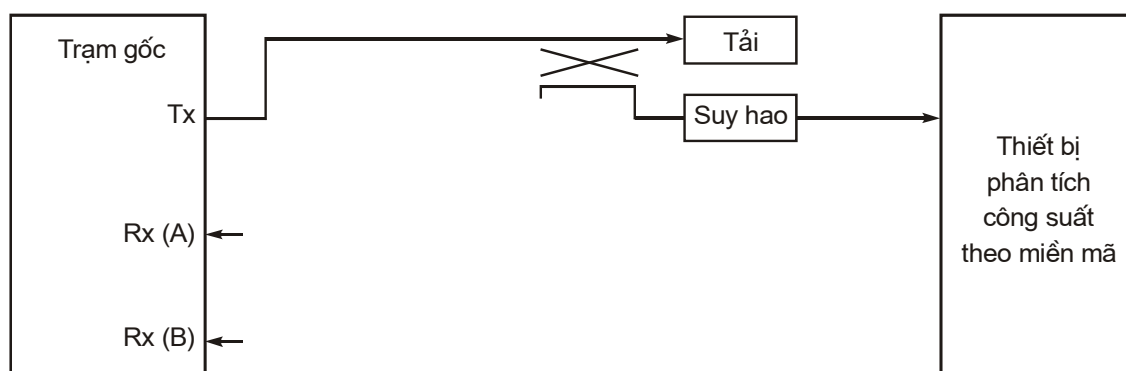 Trạm gốc
Tx
Rx (A)
Rx (B)
Tải
Suy hao
Thiết bị
phân tích
công suất
theo miền mã